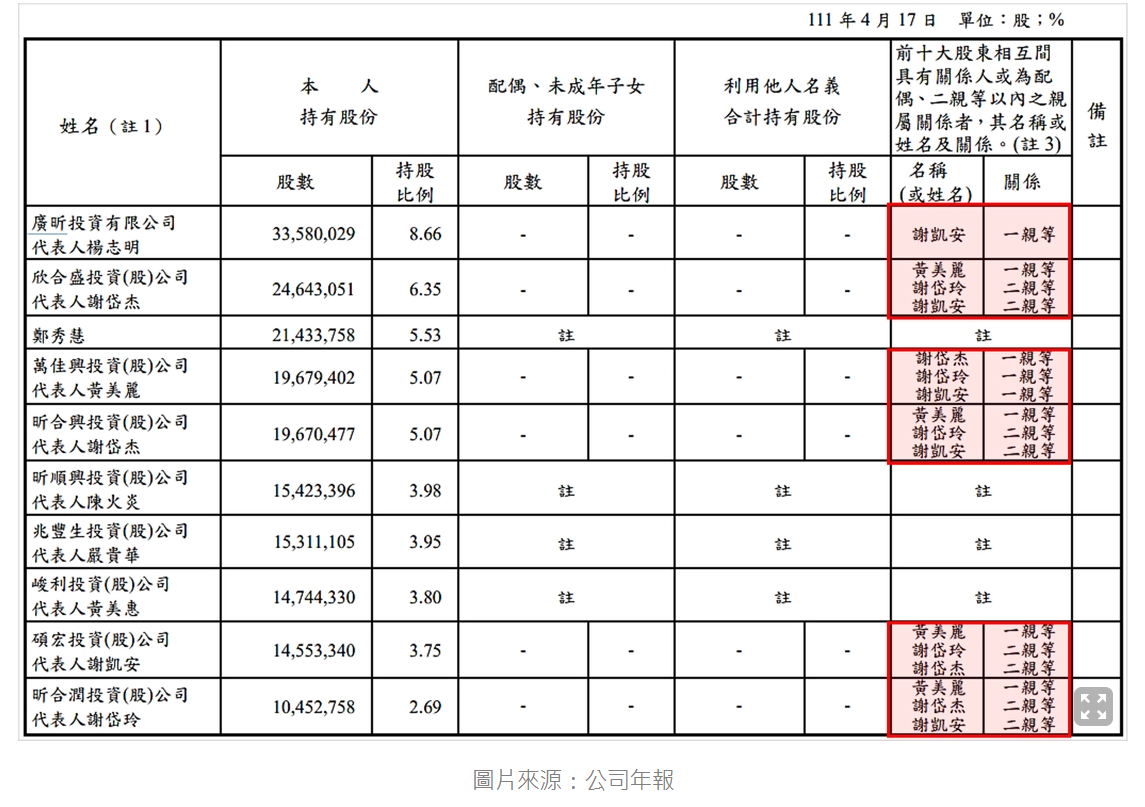 111 年 4 月 17 日　單位：股；%
姓名（註 1）
本　　人
持有股份
配偶、未成年子女
持有股份
利用他人名義
合計持有股份
前十大股東相互間
具有關係人或為配
偶、二親等以內之親
屬關係者，其名稱或
姓名及關係。(註 3)
備
註
股數
持股
比例
股數
持股
比例
股數
持股
比例
名稱
(或姓名)
關係
廣昕投資有限公司
代表人楊志明
33,580,029
8.66
-
-
-
-
謝凱安
一親等
欣合盛投資(股)公司
代表人謝岱杰
24,643,051
6.35
-
-
-
-
黃美麗 一親等
謝岱玲 二親等
謝凱安 二親等
鄭秀慧
21,433,758
5.53
註
註
註
萬佳興投資(股)公司
代表人黃美麗
19,679,402
5.07
-
-
-
-
謝岱杰 一親等
謝岱玲 一親等
謝凱安 一親等
昕合興投資(股)公司
代表人謝岱杰
19,670,477
5.07
-
-
-
-
黃美麗 一親等
謝岱玲 二親等
謝凱安 二親等
昕順興投資(股)公司
代表人陳火炎
15,423,396
3.98
註
註
註
兆豐生投資(股)公司
代表人嚴貴華
15,311,105
3.95
註
註
註
峻利投資(股)公司
代表人黃美惠
14,744,330
3.80
註
註
註
碩宏投資(股)公司
代表人謝凱安
14,553,340
3.75
-
-
-
-
黃美麗 一親等
謝岱玲 二親等
謝岱杰 二親等
昕合潤投資(股)公司
代表人謝岱玲
10,452,758
2.69
-
-
-
-
黃美麗 一親等
謝岱杰 二親等
謝凱安 二親等
圖片來源：公司年報